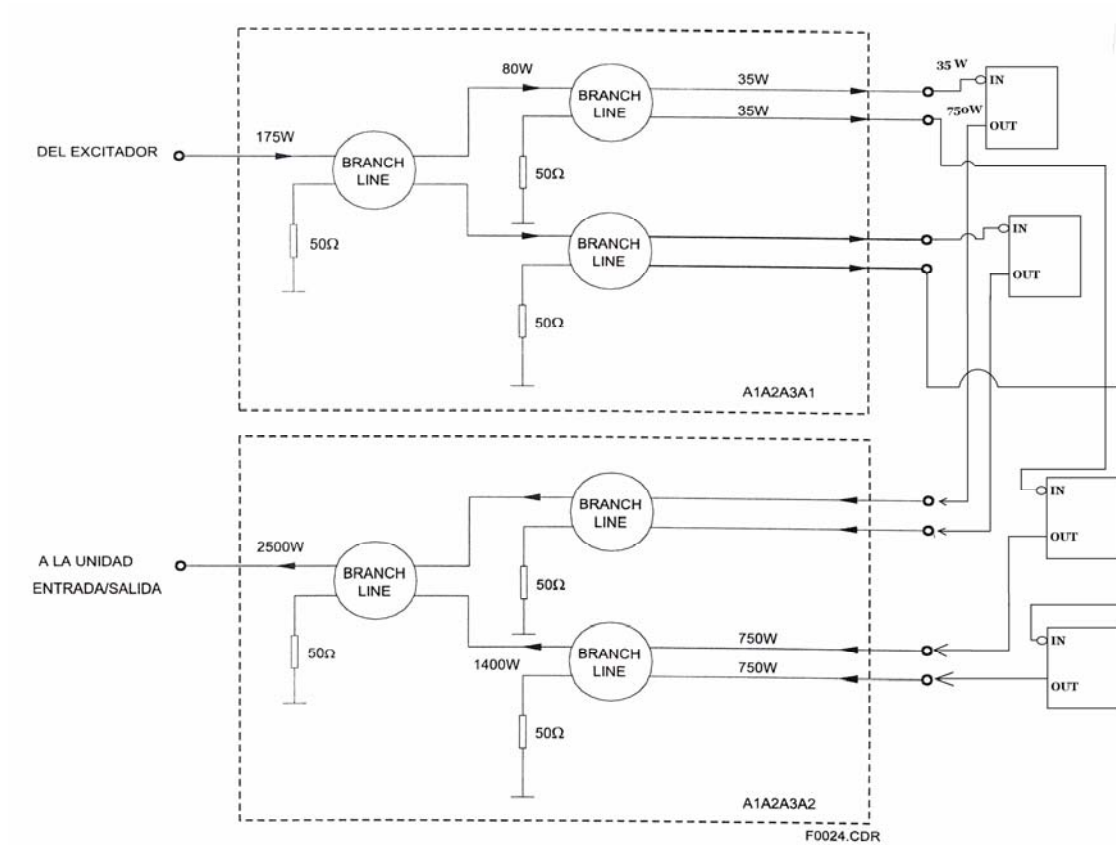 80W
BRANCH
LINE
35W
35W
35 W
IN
750W
OUT
DEL EXCITADOR
175W
BRANCH
LINE
50Ω
50Ω
BRANCH
LINE
50Ω
50Ω
IN
OUT
A1A2A3A1
BRANCH
LINE
IN
OUT
A LA UNIDAD
ENTRADA/SALIDA
2500W
BRANCH
LINE
50Ω
50Ω
1400W
BRANCH
LINE
750W
750W
50Ω
IN
OUT
A1A2A3A2
F0024.CDR